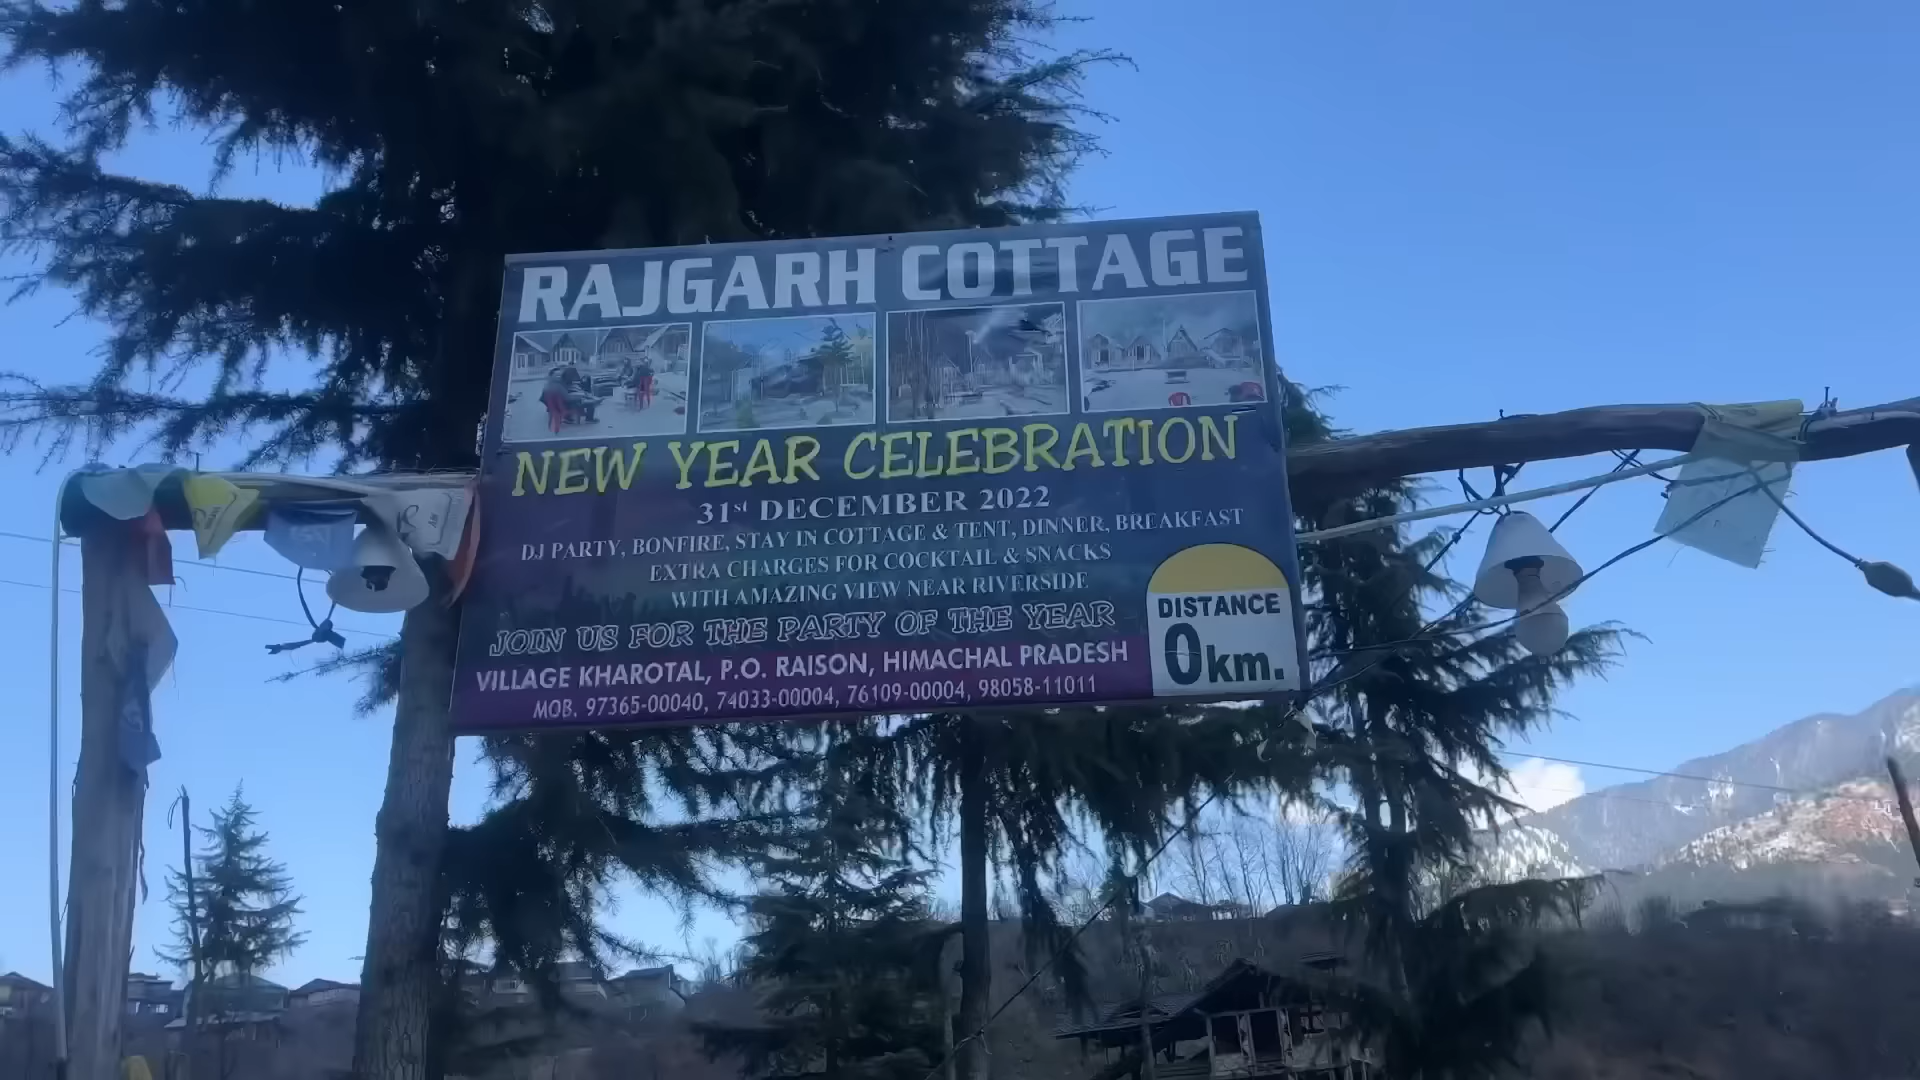 RAJGARH COTTAGE
NEW YEAR CELEBRATION
31st DECEMBER 2022
DJ PARTY, BONFIRE, STAY IN COTTAGE & TENT, DINNER, BREAKFAST
EXTRA CHARGES FOR COCKTAIL & SNACKS
WITH AMAZING VIEW NEAR RIVERSIDE
JOIN US FOR THE PARTY OF THE YEAR
VILLAGE KHAROTAL, P.O. RAISON, HIMACHAL PRADESH
MOB. 97365-00040, 74033-00004, 76109-00004, 98058-11011
DISTANCE
0km.